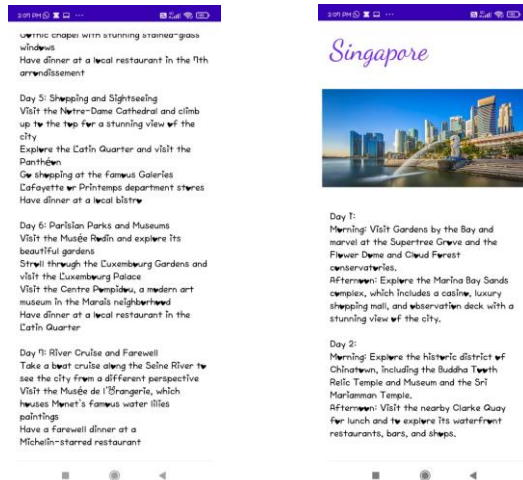 2:07 PM
Gothic chapel with stunning stained-glass
windows
Have dinner at a local restaurant in the 7th
arrondissement
Day 5: Shopping and Sightseeing
Visit the Notre-Dame Cathedral and climb
up to the top for a stunning view of the
city
Explore the Latin Quarter and visit the
Panthéon
Go shopping at the famous Galeries
Lafayette or Printemps department stores
Have dinner at a local bistro
Day 6: Parisian Parks and Museums
Visit the Musée Rodin and explore its
beautiful gardens
Stroll through the Luxembourg Gardens and
visit the Luxembourg Palace
Visit the Centre Pompidou, a modern art
museum in the Marais neighborhood
Have dinner at a local restaurant in the
Latin Quarter
Day 7: River Cruise and Farewell
Take a boat cruise along the Seine River to
see the city from a different perspective
Visit the Musée de l'Orangerie, which
houses Monet's famous water lilies
paintings
Have a farewell dinner at a
Michelin-starred restaurant
2:07 PM
Singapore
Day 1:
Morning: Visit Gardens by the Bay and
marvel at the Supertree Grove and the
Flower Dome and Cloud Forest
conservatories.
Afternoon: Explore the Marina Bay Sands
complex, which includes a casino, luxury
shopping mall, and observation deck with a
stunning view of the city.
Day 2:
Morning: Explore the historic district of
Chinatown, including the Buddha Tooth
Relic Temple and Museum and the Sri
Mariamman Temple.
Afternoon: Visit the nearby Clarke Quay
for lunch and to explore its waterfront
restaurants, bars, and shops.